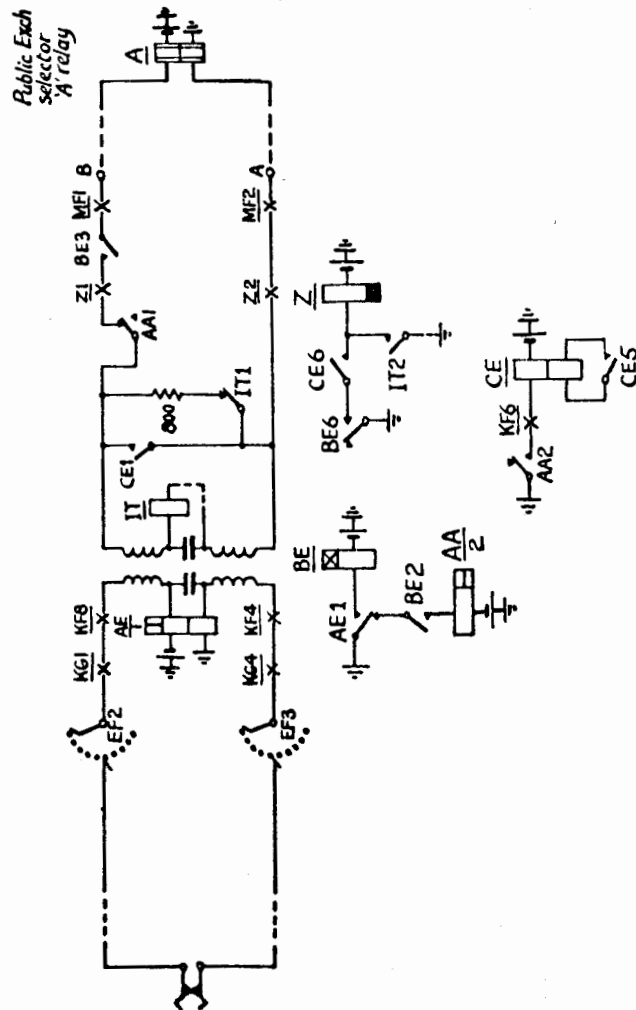 Public Exch
selector
'A' relay
A
B
A
MF1
MF2
BE3
Z1
Z2
AA1
Z
CE6
IT2
BE6
IT1
800
CE1
IT
CE
KF6
CE5
AA2
BE
AE1
BE2
AA
2
KF8
AE
KF4
KG1
KG4
EF2
EF3